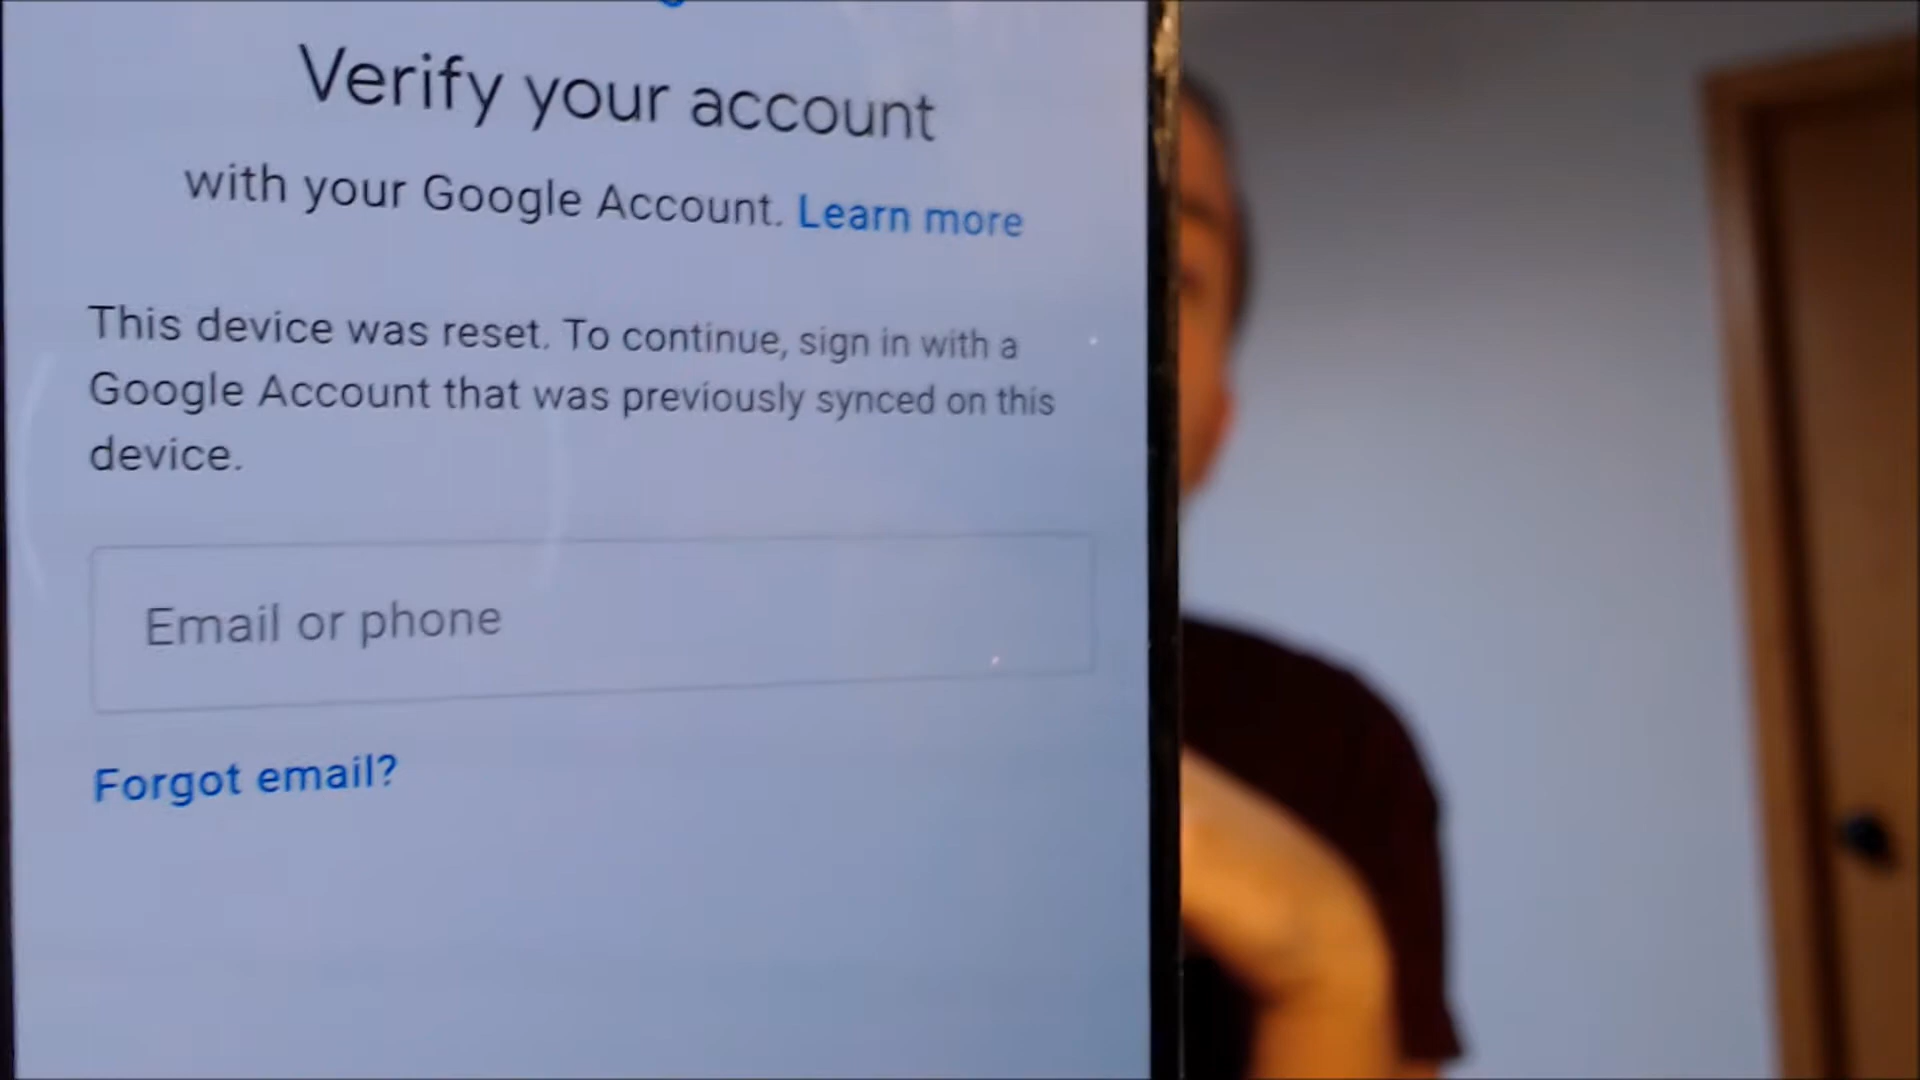 Verify your account
with your Google Account. Learn more
This device was reset. To continue, sign in with a
Google Account that was previously synced on this
device.
Email or phone
Forgot email?